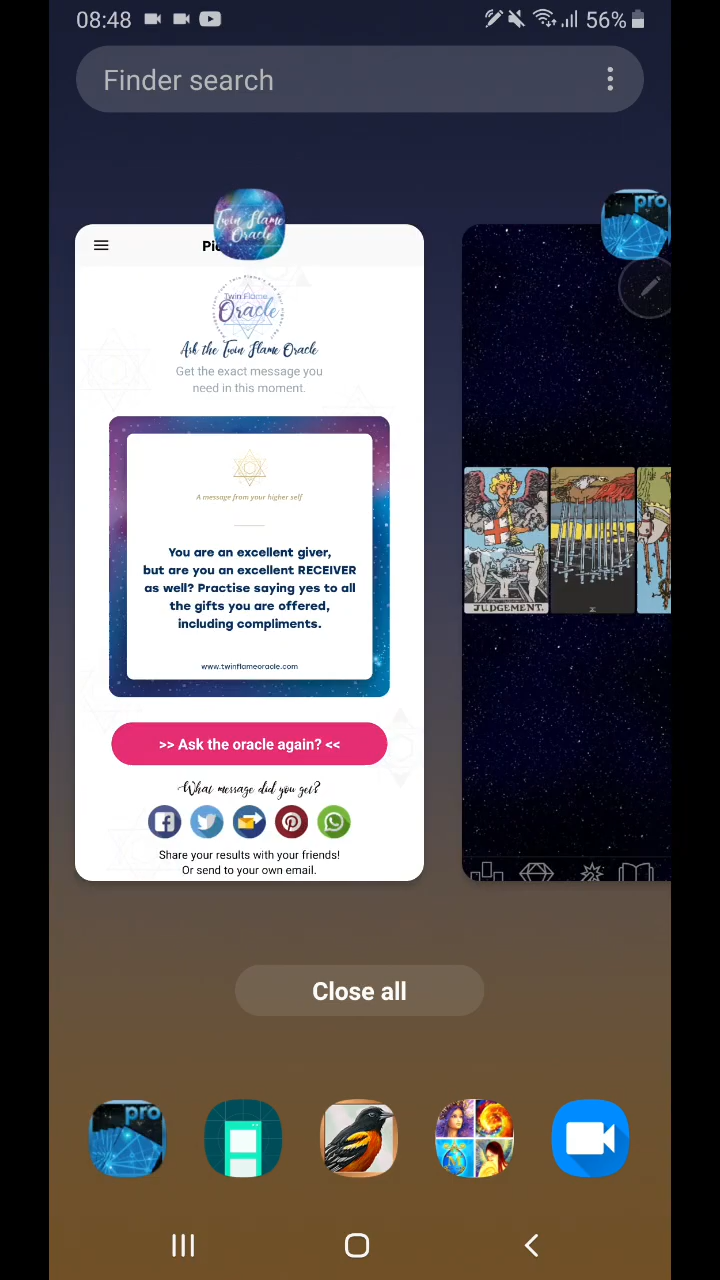 08:48
56%
Finder search
Twin Flame
Oracle
pro
Twin Flame
Oracle
Ask the Twin Flame Oracle
Get the exact message you
need in this moment.
A message from your higher self
You are an excellent giver,
but are you an excellent RECEIVER
as well? Practise saying yes to all
the gifts you are offered,
including compliments.
www.twinflameoracle.com
>> Ask the oracle again? <<
What message did you get?
Share your results with your friends!
Or send to your own email.
JUDGEMENT.
X
Close all
pro